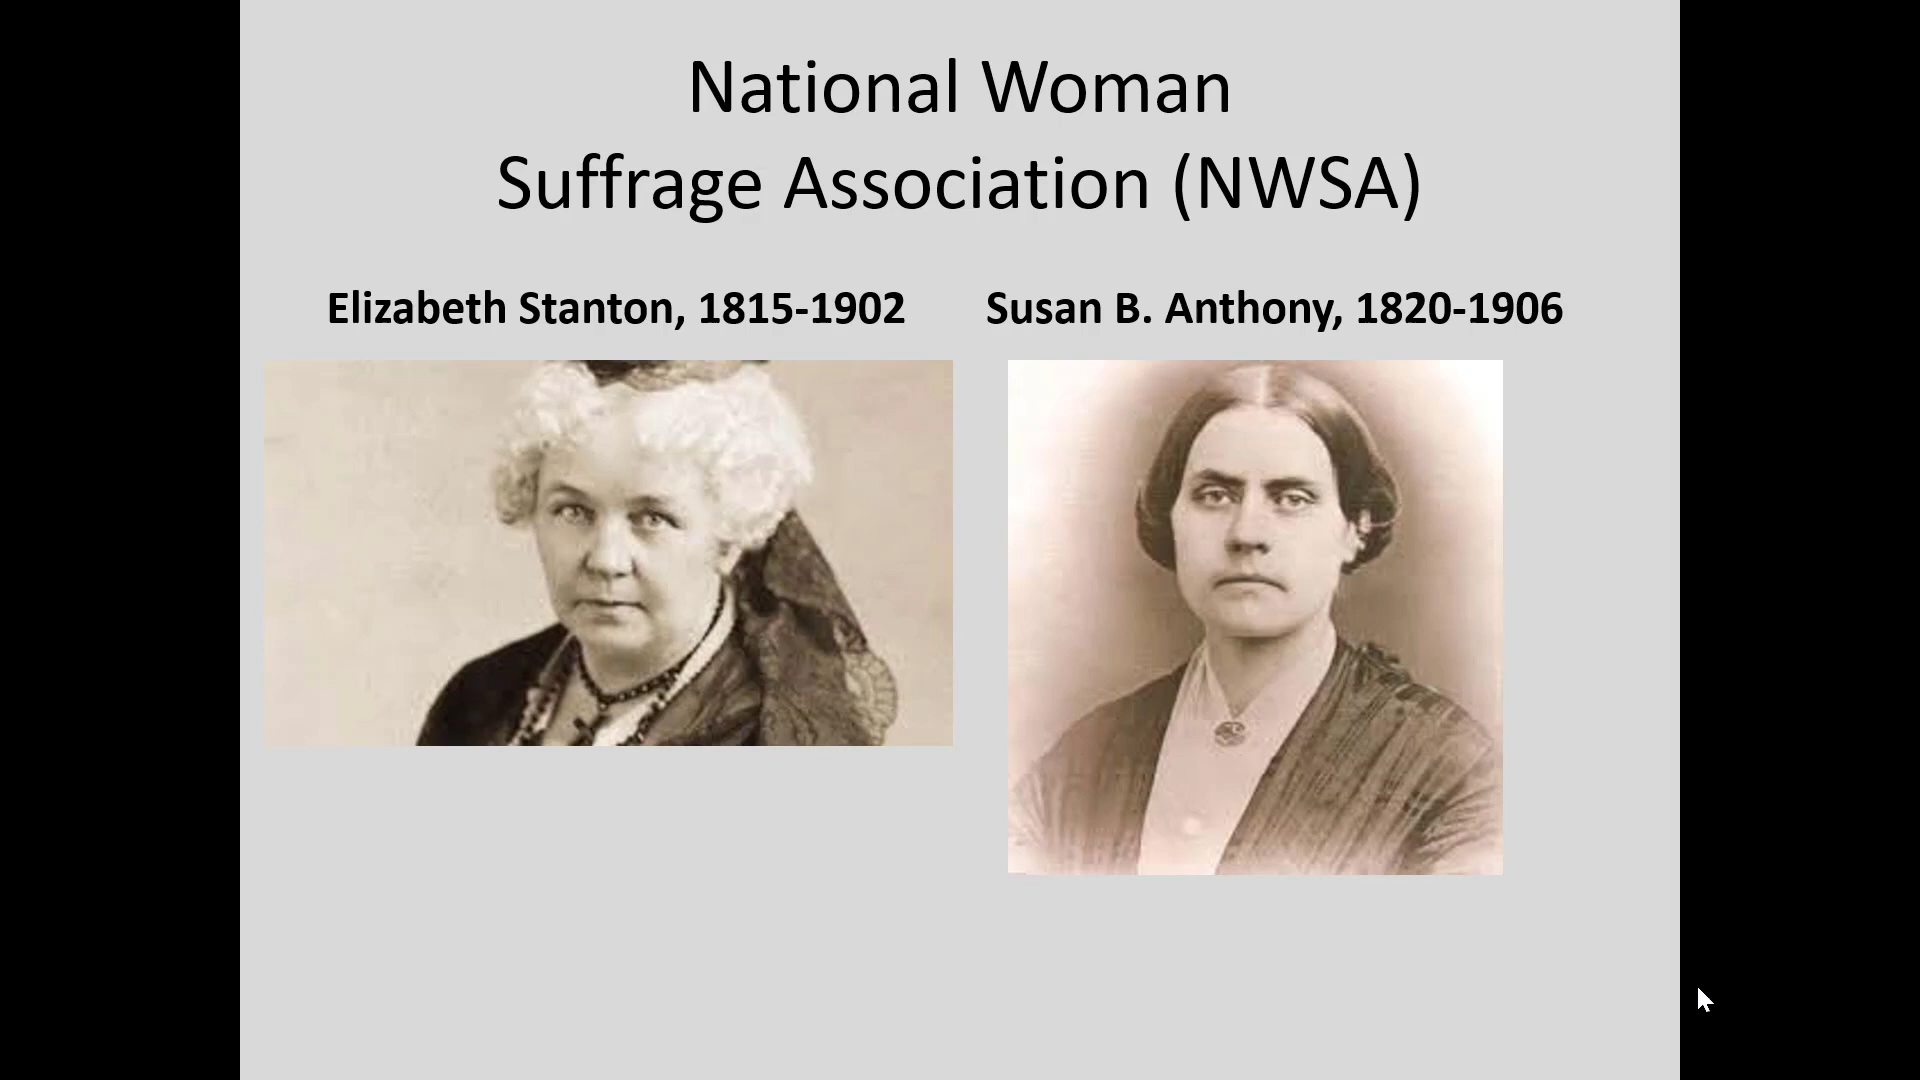 National Woman
Suffrage Association (NWSA)
Elizabeth Stanton, 1815-1902
Susan B. Anthony, 1820-1906